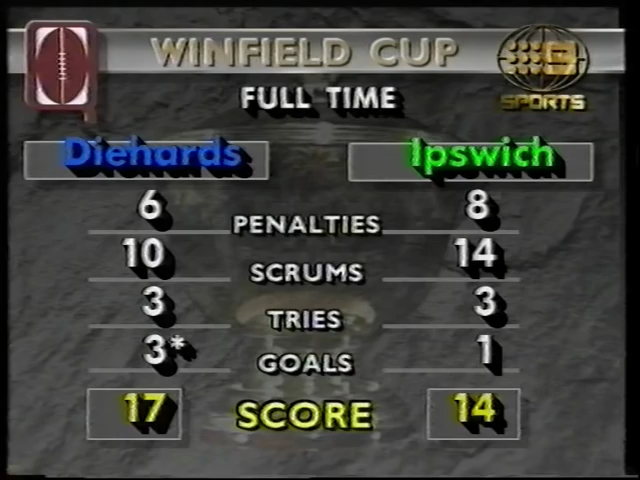 WINFIELD CUP
SPORTS
FULL TIME
Diehards Ipswich
6 PENALTIES 8
10 SCRUMS 14
3 TRIES 3
3* GOALS 1
17 SCORE 14